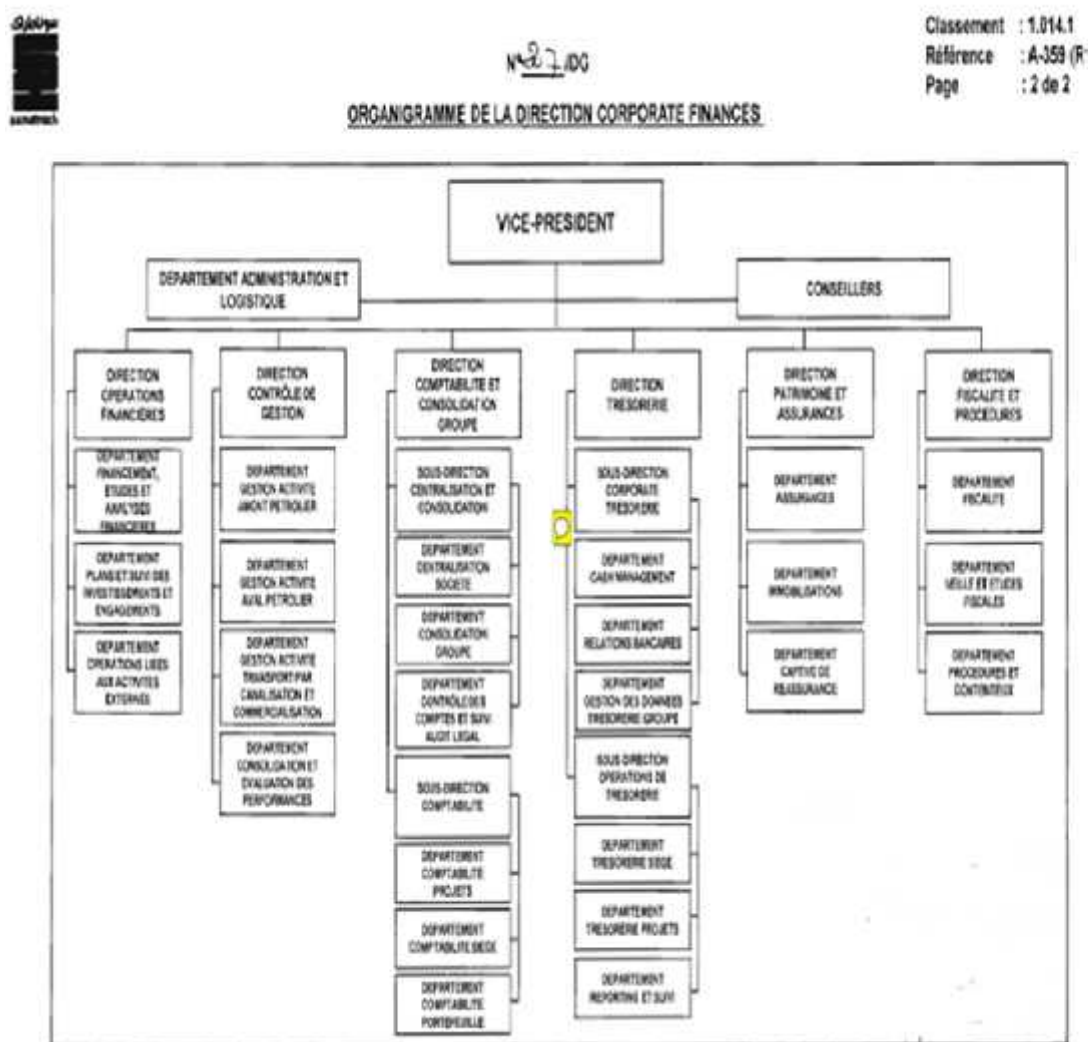 sonatrach
Classement : 1.014.1
Référence : A-359 (R
Page : 2 de 2
N° 27 /DG
ORGANIGRAMME DE LA DIRECTION CORPORATE FINANCES
VICE-PRESIDENT
DEPARTEMENT ADMINISTRATION ET
LOGISTIQUE
CONSEILLERS
DIRECTION
OPERATIONS
FINANCIÈRES
DEPARTEMENT
FINANCEMENT,
ETUDES ET
ANALYSES
FINANCIERES
DEPARTEMENT
PLANS ET SUIVI DES
INVESTISSEMENTS ET
ENGAGEMENTS
DEPARTEMENT
OPERATIONS LIEES
AUX ACTIVITES
EXTERNES
DIRECTION
CONTRÔLE DE
GESTION
DEPARTEMENT
GESTION ACTIVITE
AMONT PETROLIER
DEPARTEMENT
GESTION ACTIVITE
AVAL PETROLIER
DEPARTEMENT
GESTION ACTIVITE
TRANSPORT PAR
CANALISATION ET
COMMERCIALISATION
DEPARTEMENT
CONSOLIDATION ET
EVALUATION DES
PERFORMANCES
DIRECTION
COMPTABILITE ET
CONSOLIDATION
GROUPE
SOUS-DIRECTION
CENTRALISATION ET
CONSOLIDATION
DEPARTEMENT
CENTRALISATION
SOCIETE
DEPARTEMENT
CONSOLIDATION
GROUPE
DEPARTEMENT
CONTRÔLE DES
COMPTES ET SUIVI
AUDIT LEGAL
SOUS-DIRECTION
COMPTABILITE
DEPARTEMENT
COMPTABILITE
PROJETS
DEPARTEMENT
COMPTABILITE SIEGE
DEPARTEMENT
COMPTABILITE
PORTEFEUILLE
DIRECTION
TRESORERIE
SOUS-DIRECTION
CORPORATE
TRESORERIE
DEPARTEMENT
CASH MANAGEMENT
DEPARTEMENT
RELATIONS BANCAIRES
DEPARTEMENT
GESTION DES DONNEES
TRESORERIE GROUPE
SOUS-DIRECTION
OPERATIONS DE
TRESORERIE
DEPARTEMENT
TRESORERIE SIEGE
DEPARTEMENT
TRESORERIE PROJETS
DEPARTEMENT
REPORTING ET SUIVI
DIRECTION
PATRIMOINE ET
ASSURANCES
DEPARTEMENT
ASSURANCES
DEPARTEMENT
IMMOBILISATIONS
DEPARTEMENT
CAPTIVE DE
REASSURANCE
DIRECTION
FISCALITE ET
PROCEDURES
DEPARTEMENT
FISCALITE
DEPARTEMENT
VEILLE ET ETUDES
FISCALES
DEPARTEMENT
PROCEDURES ET
CONTENTIEUX